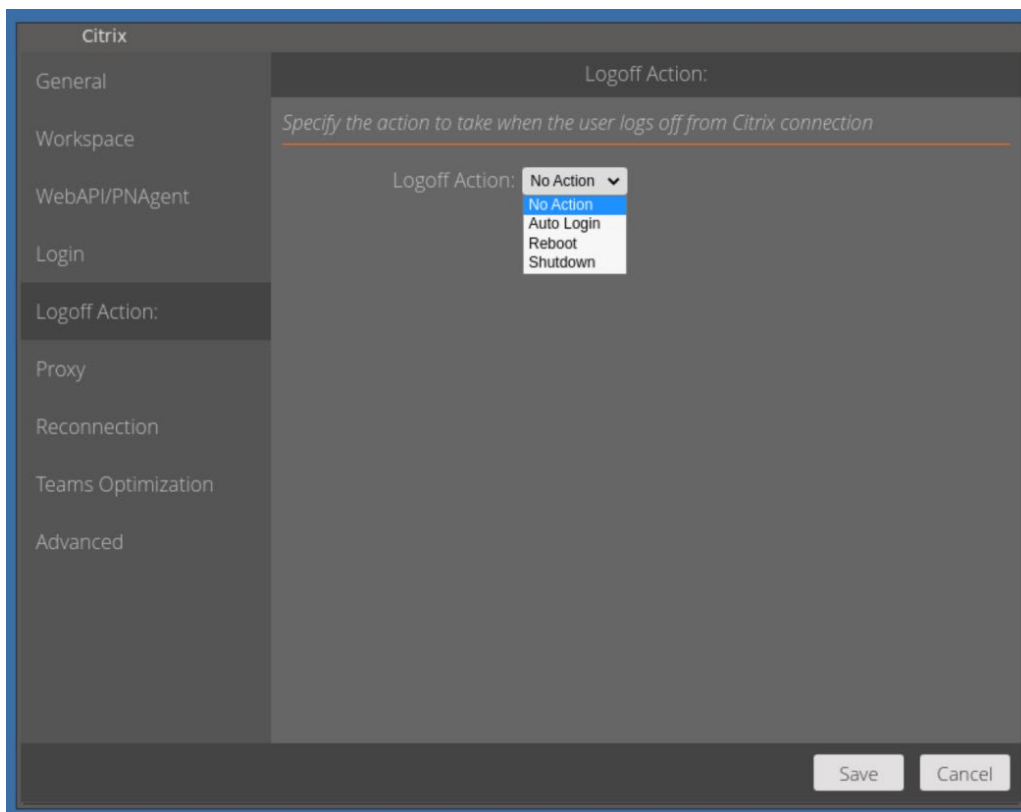 Citrix
General
Workspace
WebAPI/PNAgent
Login
Logoff Action:
Proxy
Reconnection
Teams Optimization
Advanced
Logoff Action:
Specify the action to take when the user logs off from Citrix connection
Logoff Action: No Action
No Action
Auto Login
Reboot
Shutdown
Save Cancel